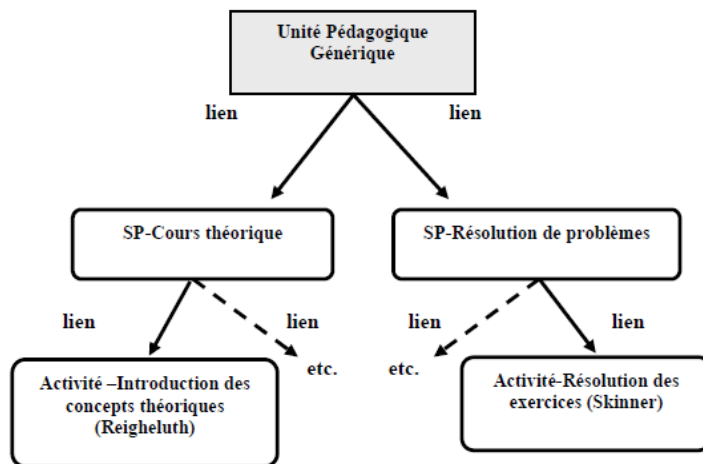 Unité Pédagogique
Générique
lien
lien
SP-Cours théorique
SP-Résolution de problèmes
lien
lien
lien
lien
etc.
etc.
Activité –Introduction des
concepts théoriques
(Reigheluth)
Activité-Résolution des
exercices (Skinner)